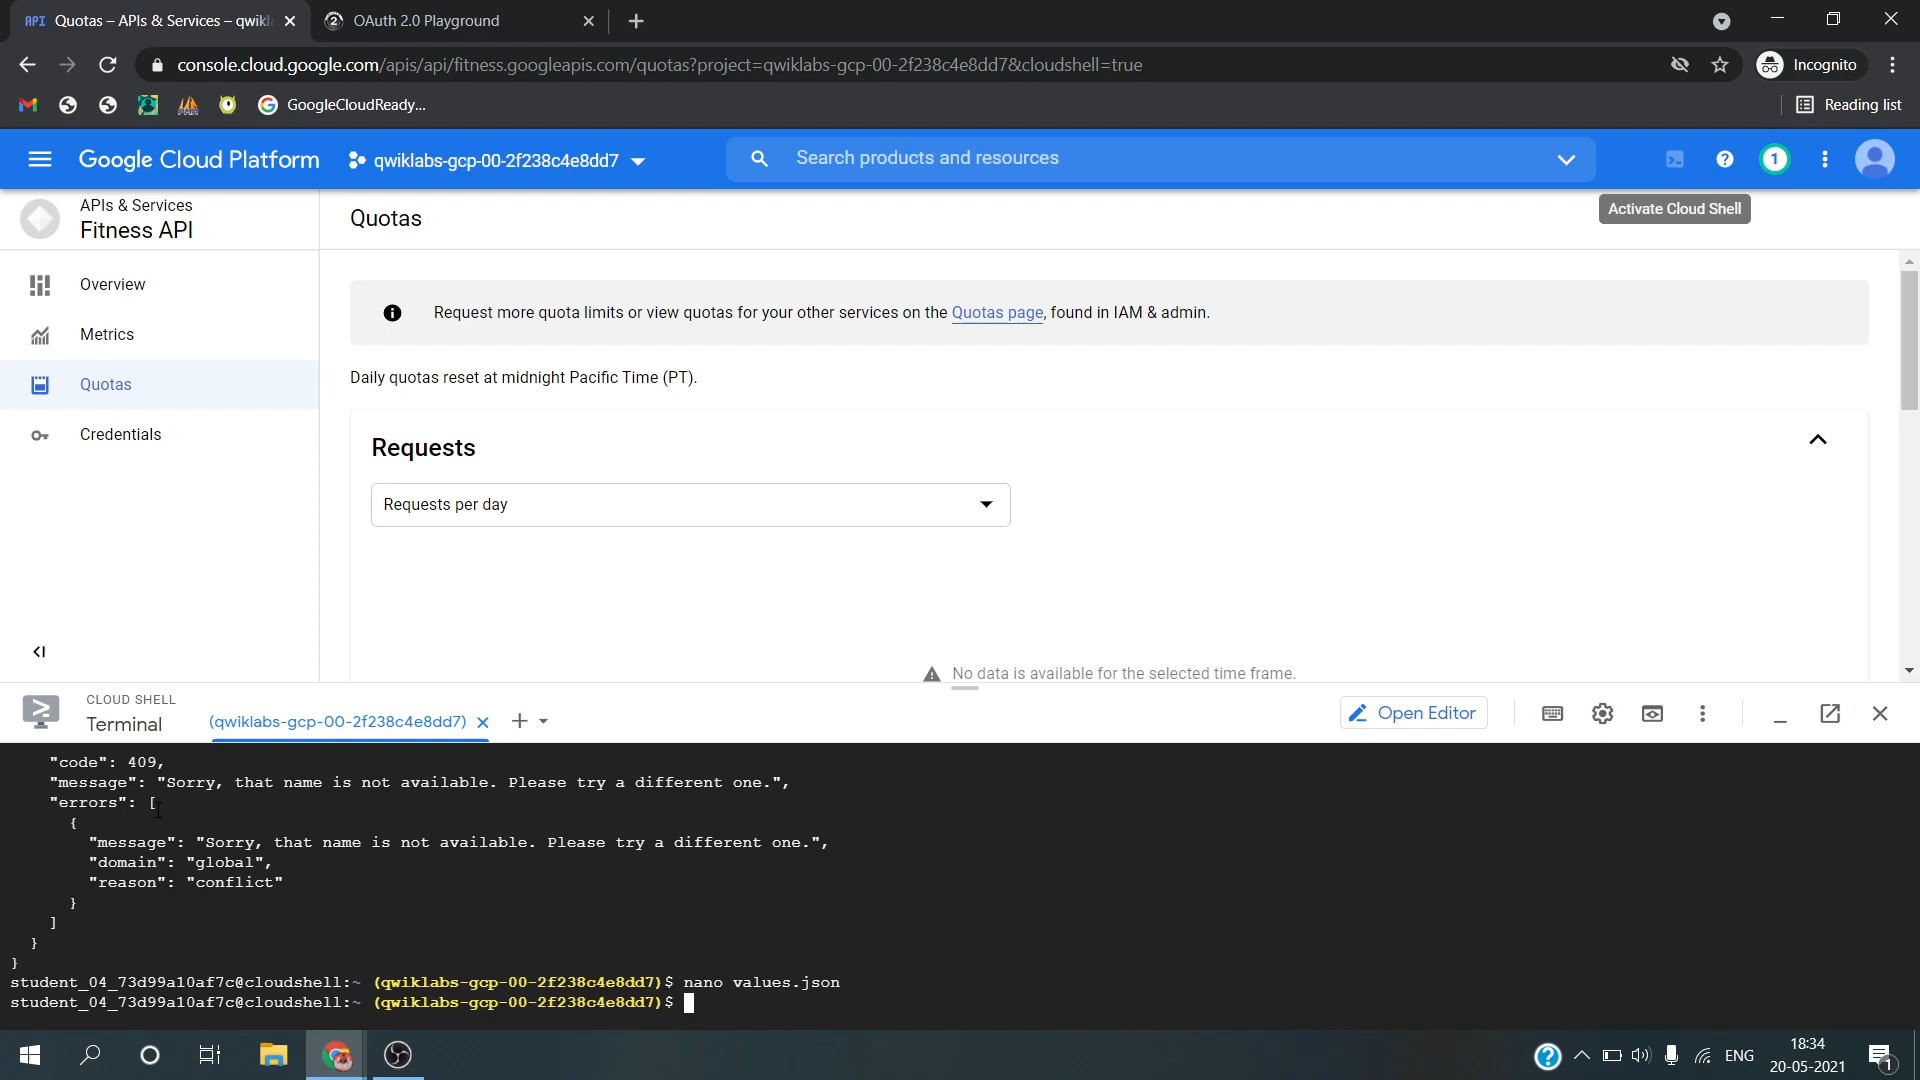 API Quotas – APIs & Services – qwikl
OAuth 2.0 Playground
console.cloud.google.com/apis/api/fitness.googleapis.com/quotas?project=qwiklabs-gcp-00-2f238c4e8dd7&cloudshell=true
Incognito
GoogleCloudReady...
Reading list
Google Cloud Platform
qwiklabs-gcp-00-2f238c4e8dd7
Search products and resources
1
Activate Cloud Shell
APIs & Services
Fitness API
Quotas
Overview
Metrics
Quotas
Credentials
Request more quota limits or view quotas for your other services on the Quotas page, found in IAM & admin.
Daily quotas reset at midnight Pacific Time (PT).
Requests
Requests per day
No data is available for the selected time frame.
CLOUD SHELL
Terminal
(qwiklabs-gcp-00-2f238c4e8dd7)
Open Editor
"code": 409,
"message": "Sorry, that name is not available. Please try a different one.",
"errors": [
{
"message": "Sorry, that name is not available. Please try a different one.",
"domain": "global",
"reason": "conflict"
}
]
}
}
student_04_73d99a10af7c@cloudshell:~ (qwiklabs-gcp-00-2f238c4e8dd7)$ nano values.json
student_04_73d99a10af7c@cloudshell:~ (qwiklabs-gcp-00-2f238c4e8dd7)$
ENG
18:34
20-05-2021
1